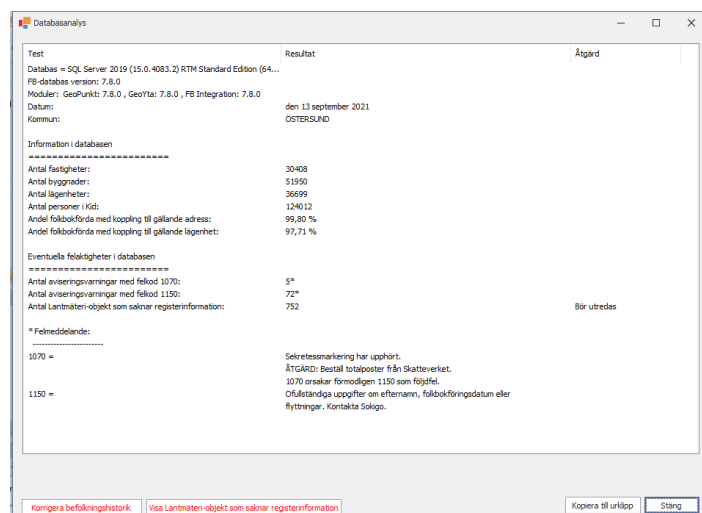 Databasanalys
Test Resultat Åtgärd
Databas = SQL Server 2019 (15.0.4083.2) RTM Standard Edition (64...
FB-databas version: 7.8.0
Moduler: GeoPunkt: 7.8.0 , GeoYta: 7.8.0 , FB Integration: 7.8.0
Datum: den 13 september 2021
Kommun: ÖSTERSUND
Information i databasen
========================
Antal fastigheter: 30408
Antal byggnader: 51950
Antal lägenheter: 36699
Antal personer i Kid: 124012
Andel folkbokförda med koppling till gällande adress: 99,80 %
Andel folkbokförda med koppling till gällande lägenhet: 97,71 %
Eventuella felaktigheter i databasen
========================
Antal aviseringsvarningar med felkod 1070: 5*
Antal aviseringsvarningar med felkod 1150: 72*
Antal Lantmäteri-objekt som saknar registerinformation: 752 Bör utredas
* Felmeddelande:
------------------------
1070 = Sekretessmarkering har upphört.
ÅTGÄRD: Beställ totalposter från Skatteverket.
1070 orsakar förmodligen 1150 som följdfel.
1150 = Ofullständiga uppgifter om efternamn, folkbokföringsdatum eller
flyttningar. Kontakta Sokigo.
Korrigera befolkningshistorik Visa Lantmäteri-objekt som saknar registerinformation Kopiera till urklipp Stäng